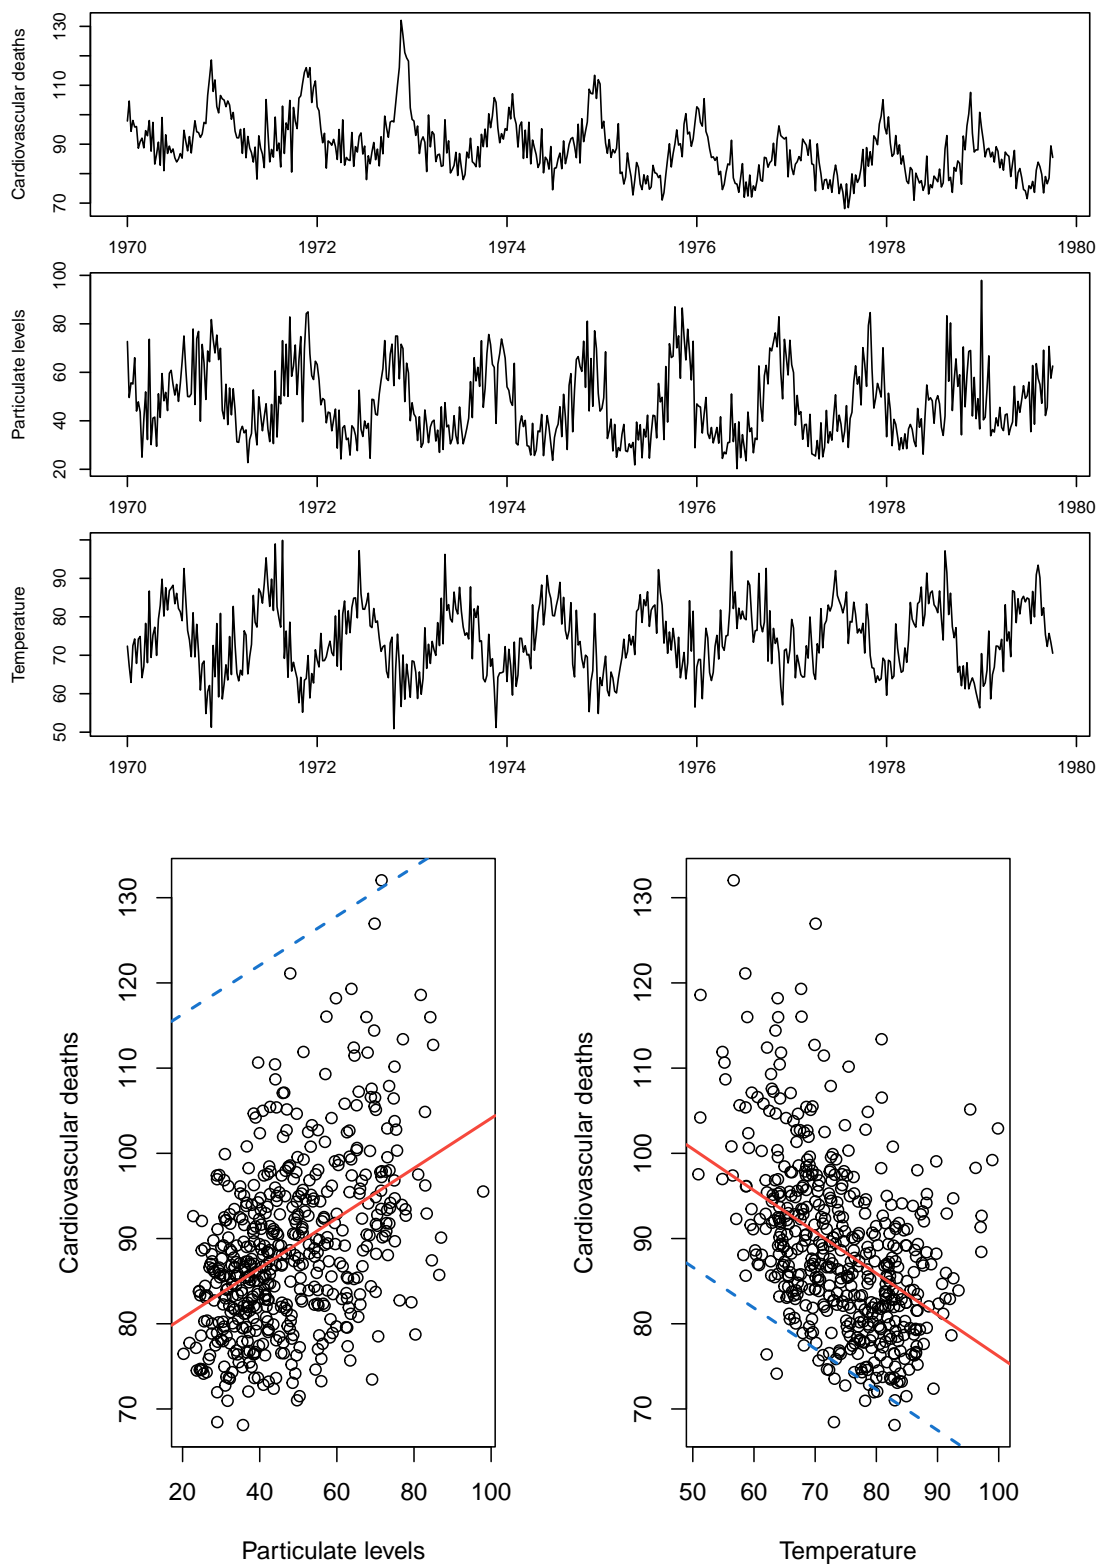 Cardiovascular deaths
130
110
90
70
1970 1972 1974 1976 1978 1980
Particulate levels
100
80
60
40
20
1970 1972 1974 1976 1978 1980
Temperature
90
80
70
60
50
1970 1972 1974 1976 1978 1980
Cardiovascular deaths
130
120
110
100
90
80
70
20 40 60 80 100
Particulate levels
Cardiovascular deaths
130
120
110
100
90
80
70
50 60 70 80 90 100
Temperature